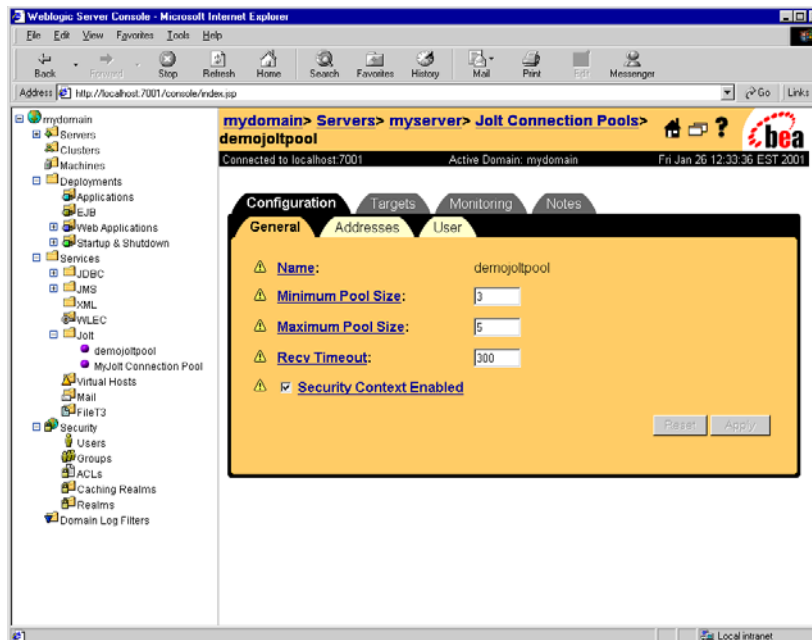 Weblogic Server Console - Microsoft Internet Explorer
File Edit View Favorites Tools Help
Back Forward Stop Refresh Home Search Favorites History Mail Print Edit Messenger
Address http://localhost:7001/console/index.jsp Go Links
mydomain
Servers
Clusters
Machines
Deployments
Applications
EJB
Web Applications
Startup & Shutdown
Services
JDBC
JMS
XML
WLEC
Jolt
demojoltpool
MyJolt Connection Pool
Virtual Hosts
Mail
FileT3
Security
Users
Groups
ACLs
Caching Realms
Realms
Domain Log Filters
mydomain> Servers> myserver> Jolt Connection Pools>
demojoltpool
? bea
Connected to localhost:7001 Active Domain: mydomain Fri Jan 26 12:33:36 EST 2001
Configuration Targets Monitoring Notes
General Addresses User
Name: demojoltpool
Minimum Pool Size: 3
Maximum Pool Size: 5
Recv Timeout: 300
Security Context Enabled
Reset Apply
Local intranet